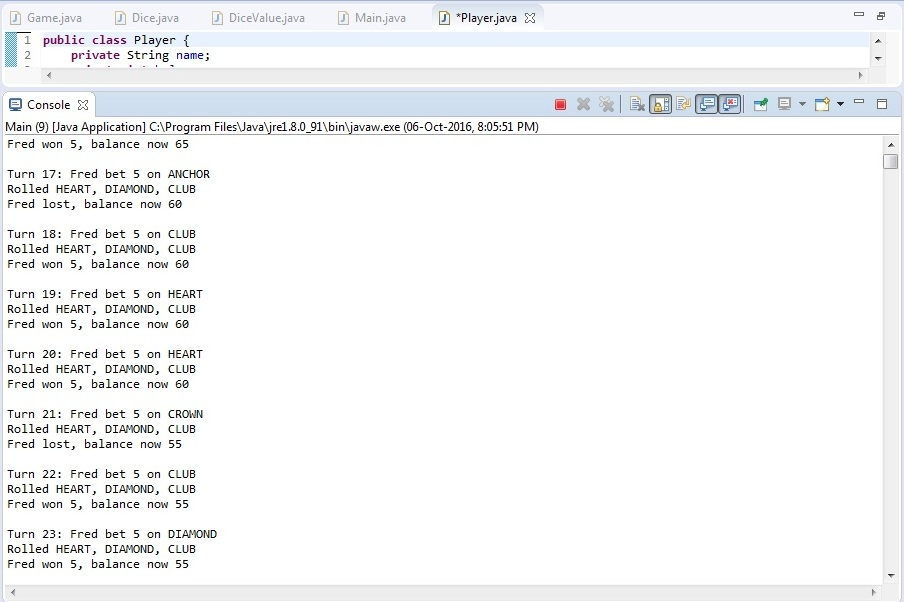 Game.java Dice.java DiceValue.java Main.java *Player.java
1 public class Player {
2 private String name;
Console
Main (9) [Java Application] C:\Program Files\Java\jre1.8.0_91\bin\javaw.exe (06-Oct-2016, 8:05:51 PM)
Fred won 5, balance now 65
Turn 17: Fred bet 5 on ANCHOR
Rolled HEART, DIAMOND, CLUB
Fred lost, balance now 60
Turn 18: Fred bet 5 on CLUB
Rolled HEART, DIAMOND, CLUB
Fred won 5, balance now 60
Turn 19: Fred bet 5 on HEART
Rolled HEART, DIAMOND, CLUB
Fred won 5, balance now 60
Turn 20: Fred bet 5 on HEART
Rolled HEART, DIAMOND, CLUB
Fred won 5, balance now 60
Turn 21: Fred bet 5 on CROWN
Rolled HEART, DIAMOND, CLUB
Fred lost, balance now 55
Turn 22: Fred bet 5 on CLUB
Rolled HEART, DIAMOND, CLUB
Fred won 5, balance now 55
Turn 23: Fred bet 5 on DIAMOND
Rolled HEART, DIAMOND, CLUB
Fred won 5, balance now 55